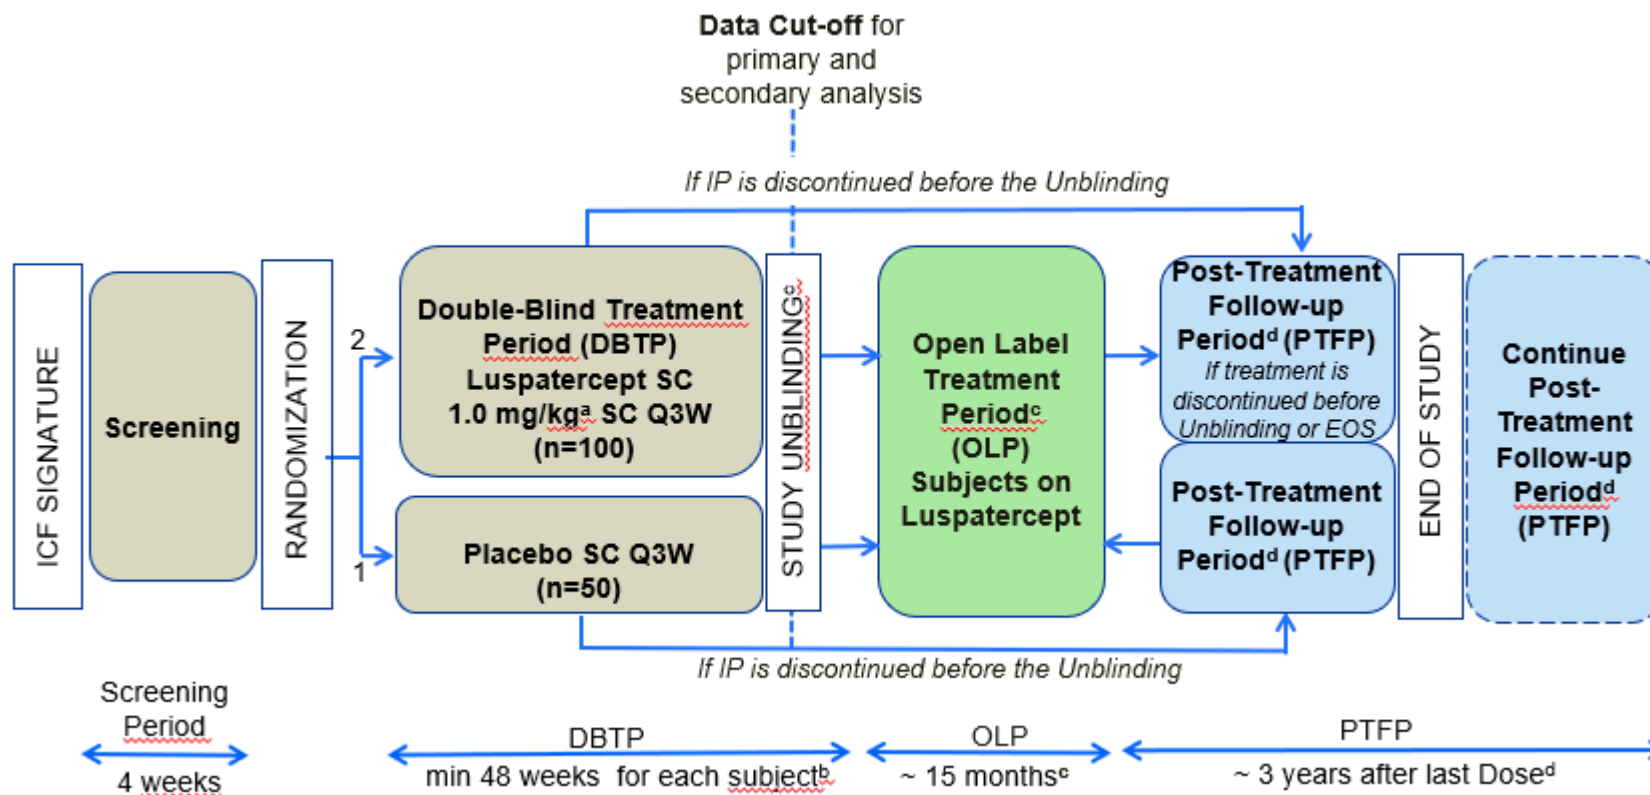 Data Cut-off for
primary and
secondary analysis
If IP is discontinued before the Unblinding
ICF SIGNATURE
Screening
RANDOMIZATION
2
1
Double-Blind Treatment
Period (DBTP)
Luspatercept SC
1.0 mg/kgᵃ SC Q3W
(n=100)
Placebo SC Q3W
(n=50)
STUDY UNBLINDINGᶜ
Open Label
Treatment
Periodᶜ
(OLP)
Subjects on
Luspatercept
Post-Treatment
Follow-up
Periodᵈ (PTFP)
If treatment is
discontinued before
Unblinding or EOS
Post-Treatment
Follow-up
Periodᵈ (PTFP)
END OF STUDY
Continue
Post-
Treatment
Follow-up
Periodᵈ
(PTFP)
If IP is discontinued before the Unblinding
Screening
Period
4 weeks
DBTP
min 48 weeks for each subjectᵇ
OLP
~ 15 monthsᶜ
PTFP
~ 3 years after last Doseᵈ